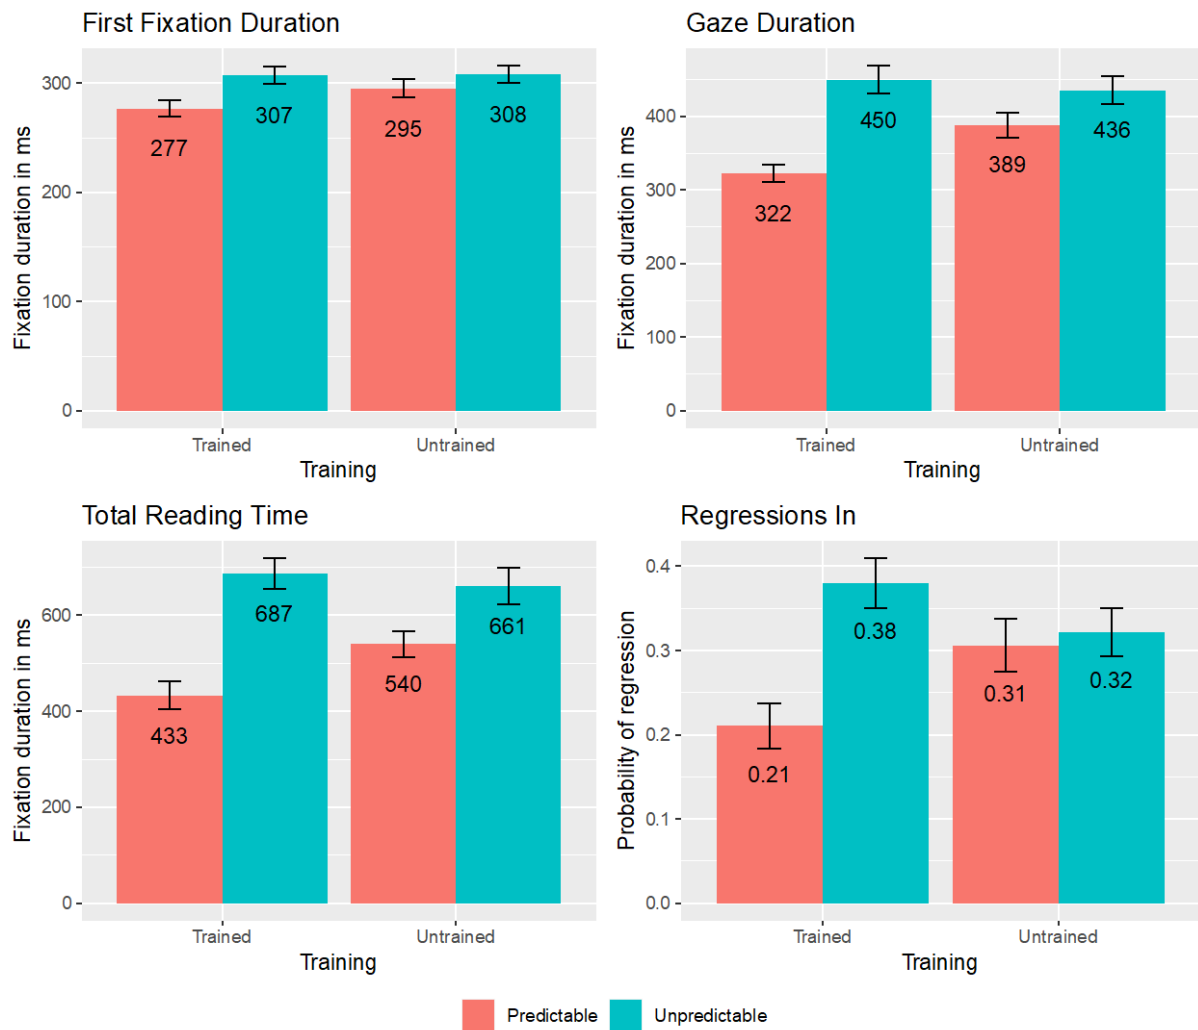 First Fixation Duration
Fixation duration in ms
300
200
100
0
277
307
295
308
Trained
Untrained
Training
Gaze Duration
Fixation duration in ms
400
300
200
100
0
322
450
389
436
Trained
Untrained
Training
Total Reading Time
Fixation duration in ms
600
400
200
0
433
687
540
661
Trained
Untrained
Training
Regressions In
Probability of regression
0.4
0.3
0.2
0.1
0.0
0.21
0.38
0.31
0.32
Trained
Untrained
Training
Predictable
Unpredictable